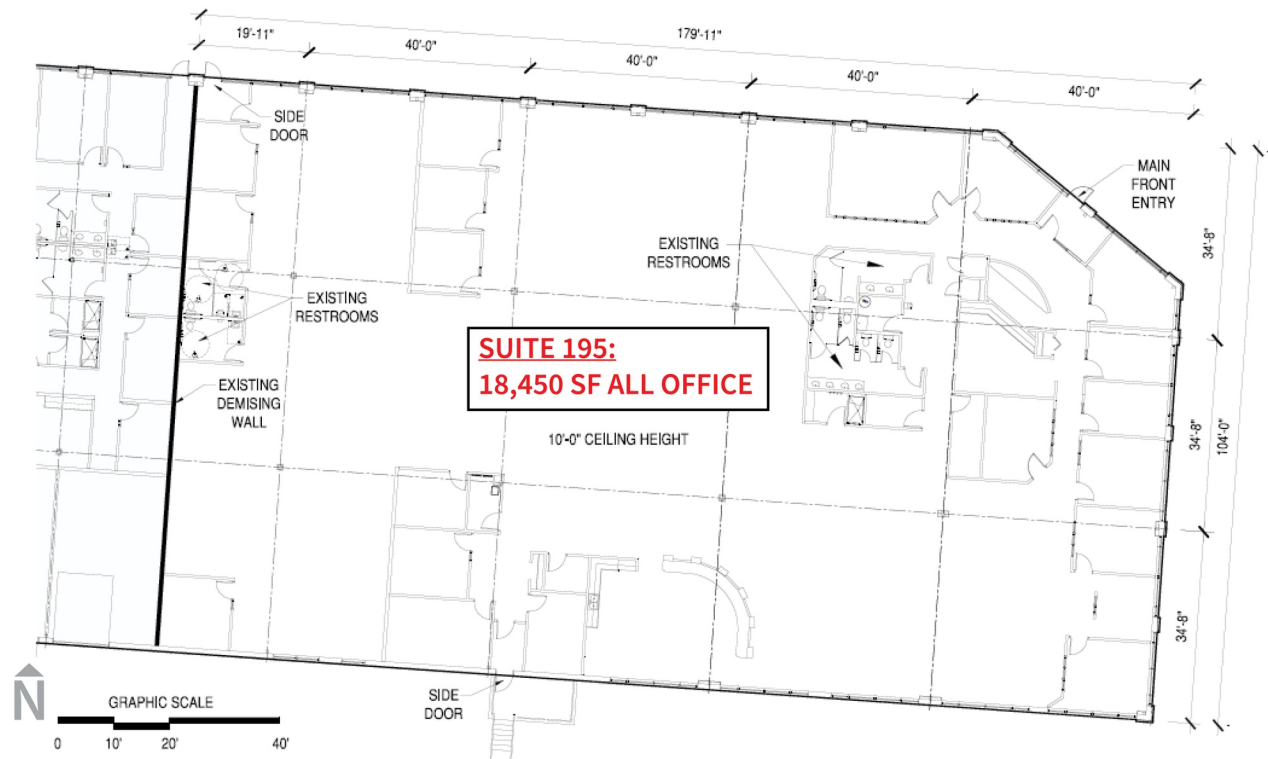 179'-11"
19'-11"
40'-0"
40'-0"
40'-0"
40'-0"
SIDE
DOOR
MAIN
FRONT
ENTRY
EXISTING
RESTROOMS
34'-8"
EXISTING
RESTROOMS
SUITE 195:
18,450 SF ALL OFFICE
EXISTING
DEMISING
WALL
10'-0" CEILING HEIGHT
34'-8"
104'-0"
34'-8"
SIDE
DOOR
N
GRAPHIC SCALE
0 10' 20' 40'